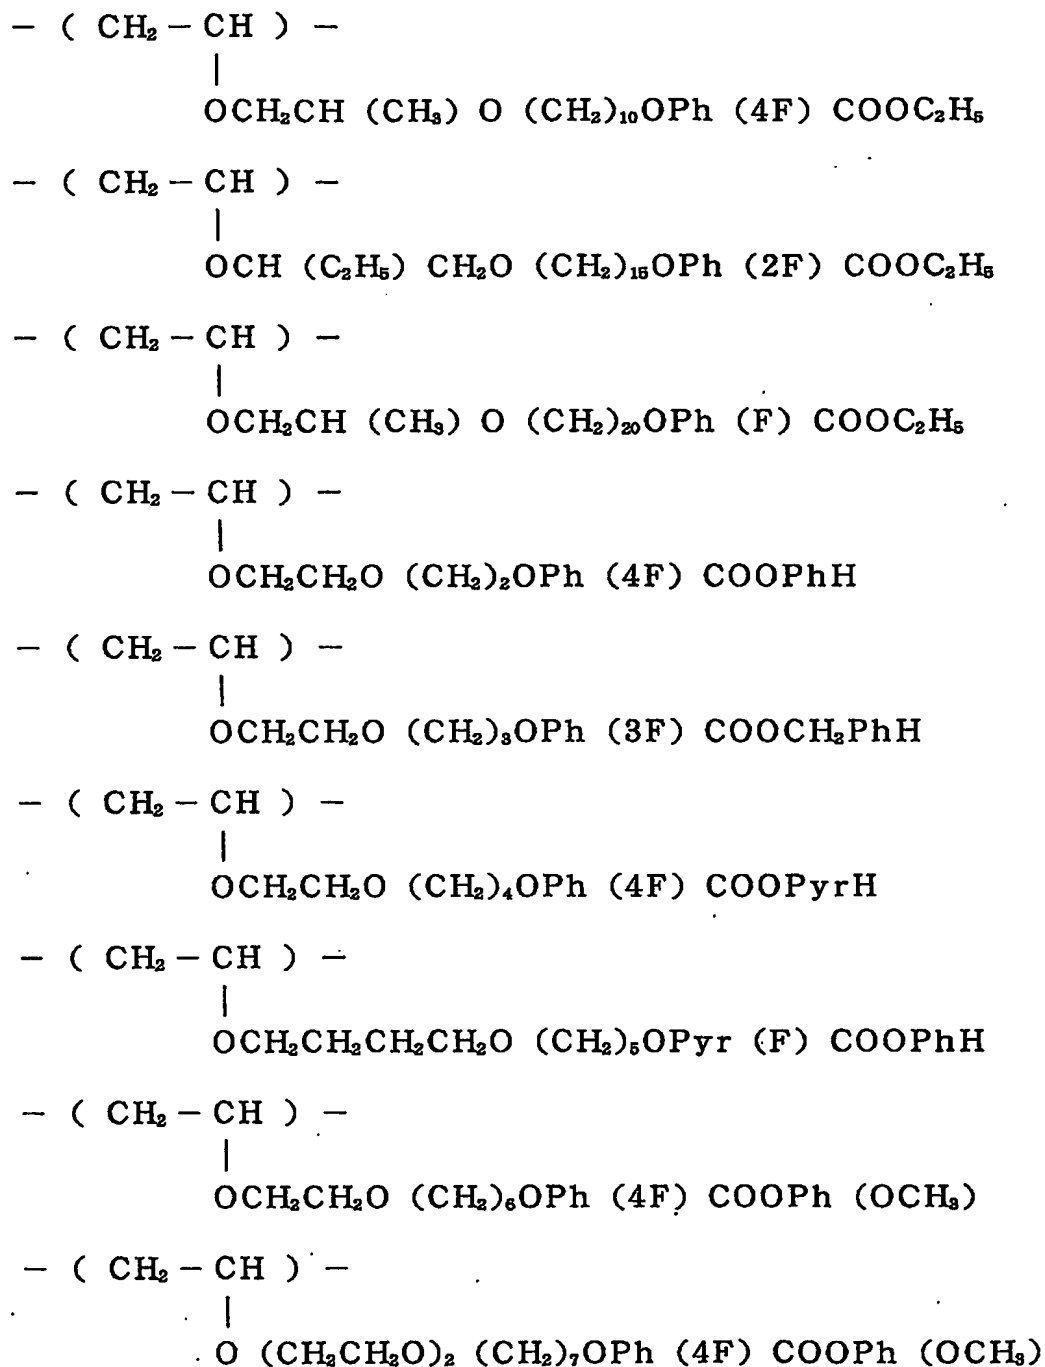 − ( CH₂ − CH ) −
|
OCH₂CH (CH₃) O (CH₂)₁₀OPh (4F) COOC₂H₅
− ( CH₂ − CH ) −
|
OCH (C₂H₅) CH₂O (CH₂)₁₅OPh (2F) COOC₂H₅
− ( CH₂ − CH ) −
|
OCH₂CH (CH₃) O (CH₂)₂₀OPh (F) COOC₂H₅
− ( CH₂ − CH ) −
|
OCH₂CH₂O (CH₂)₂OPh (4F) COOPhH
− ( CH₂ − CH ) −
|
OCH₂CH₂O (CH₂)₃OPh (3F) COOCH₂PhH
− ( CH₂ − CH ) −
|
OCH₂CH₂O (CH₂)₄OPh (4F) COOPyrH
− ( CH₂ − CH ) −
|
OCH₂CH₂CH₂CH₂O (CH₂)₅OPyr (F) COOPhH
− ( CH₂ − CH ) −
|
OCH₂CH₂O (CH₂)₆OPh (4F) COOPh (OCH₃)
− ( CH₂ − CH ) −
|
O (CH₂CH₂O)₂ (CH₂)₇OPh (4F) COOPh (OCH₃)